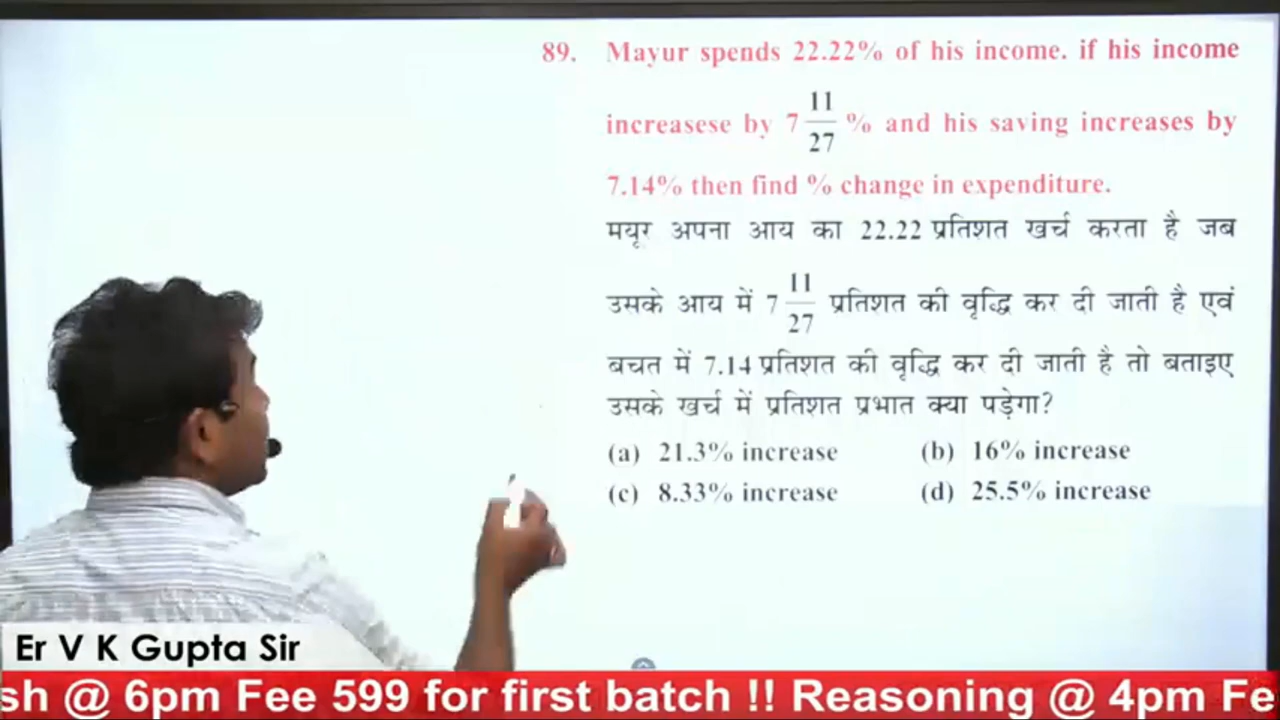 89. Mayur spends 22.22% of his income. if his income
increasese by 7 11/27 % and his saving increases by
7.14% then find % change in expenditure.
मयूर अपना आय का 22.22 प्रतिशत खर्च करता है जब
उसके आय में 7 11/27 प्रतिशत की वृद्धि कर दी जाती है एवं
बचत में 7.14 प्रतिशत की वृद्धि कर दी जाती है तो बताइए
उसके खर्च में प्रतिशत प्रभात क्या पड़ेगा?
(a) 21.3% increase (b) 16% increase
(c) 8.33% increase (d) 25.5% increase
Er V K Gupta Sir
sh @ 6pm Fee 599 for first batch !! Reasoning @ 4pm Fe